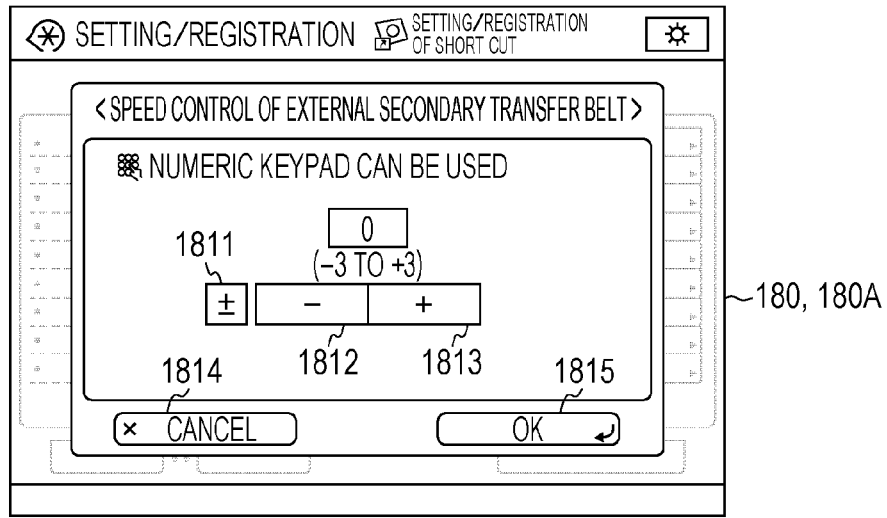 SETTING/REGISTRATION
SETTING/REGISTRATION
OF SHORT CUT
<SPEED CONTROL OF EXTERNAL SECONDARY TRANSFER BELT>
NUMERIC KEYPAD CAN BE USED
0
(–3 TO +3)
1811
± – +
1812 1813
180, 180A
1814 1815
× CANCEL OK